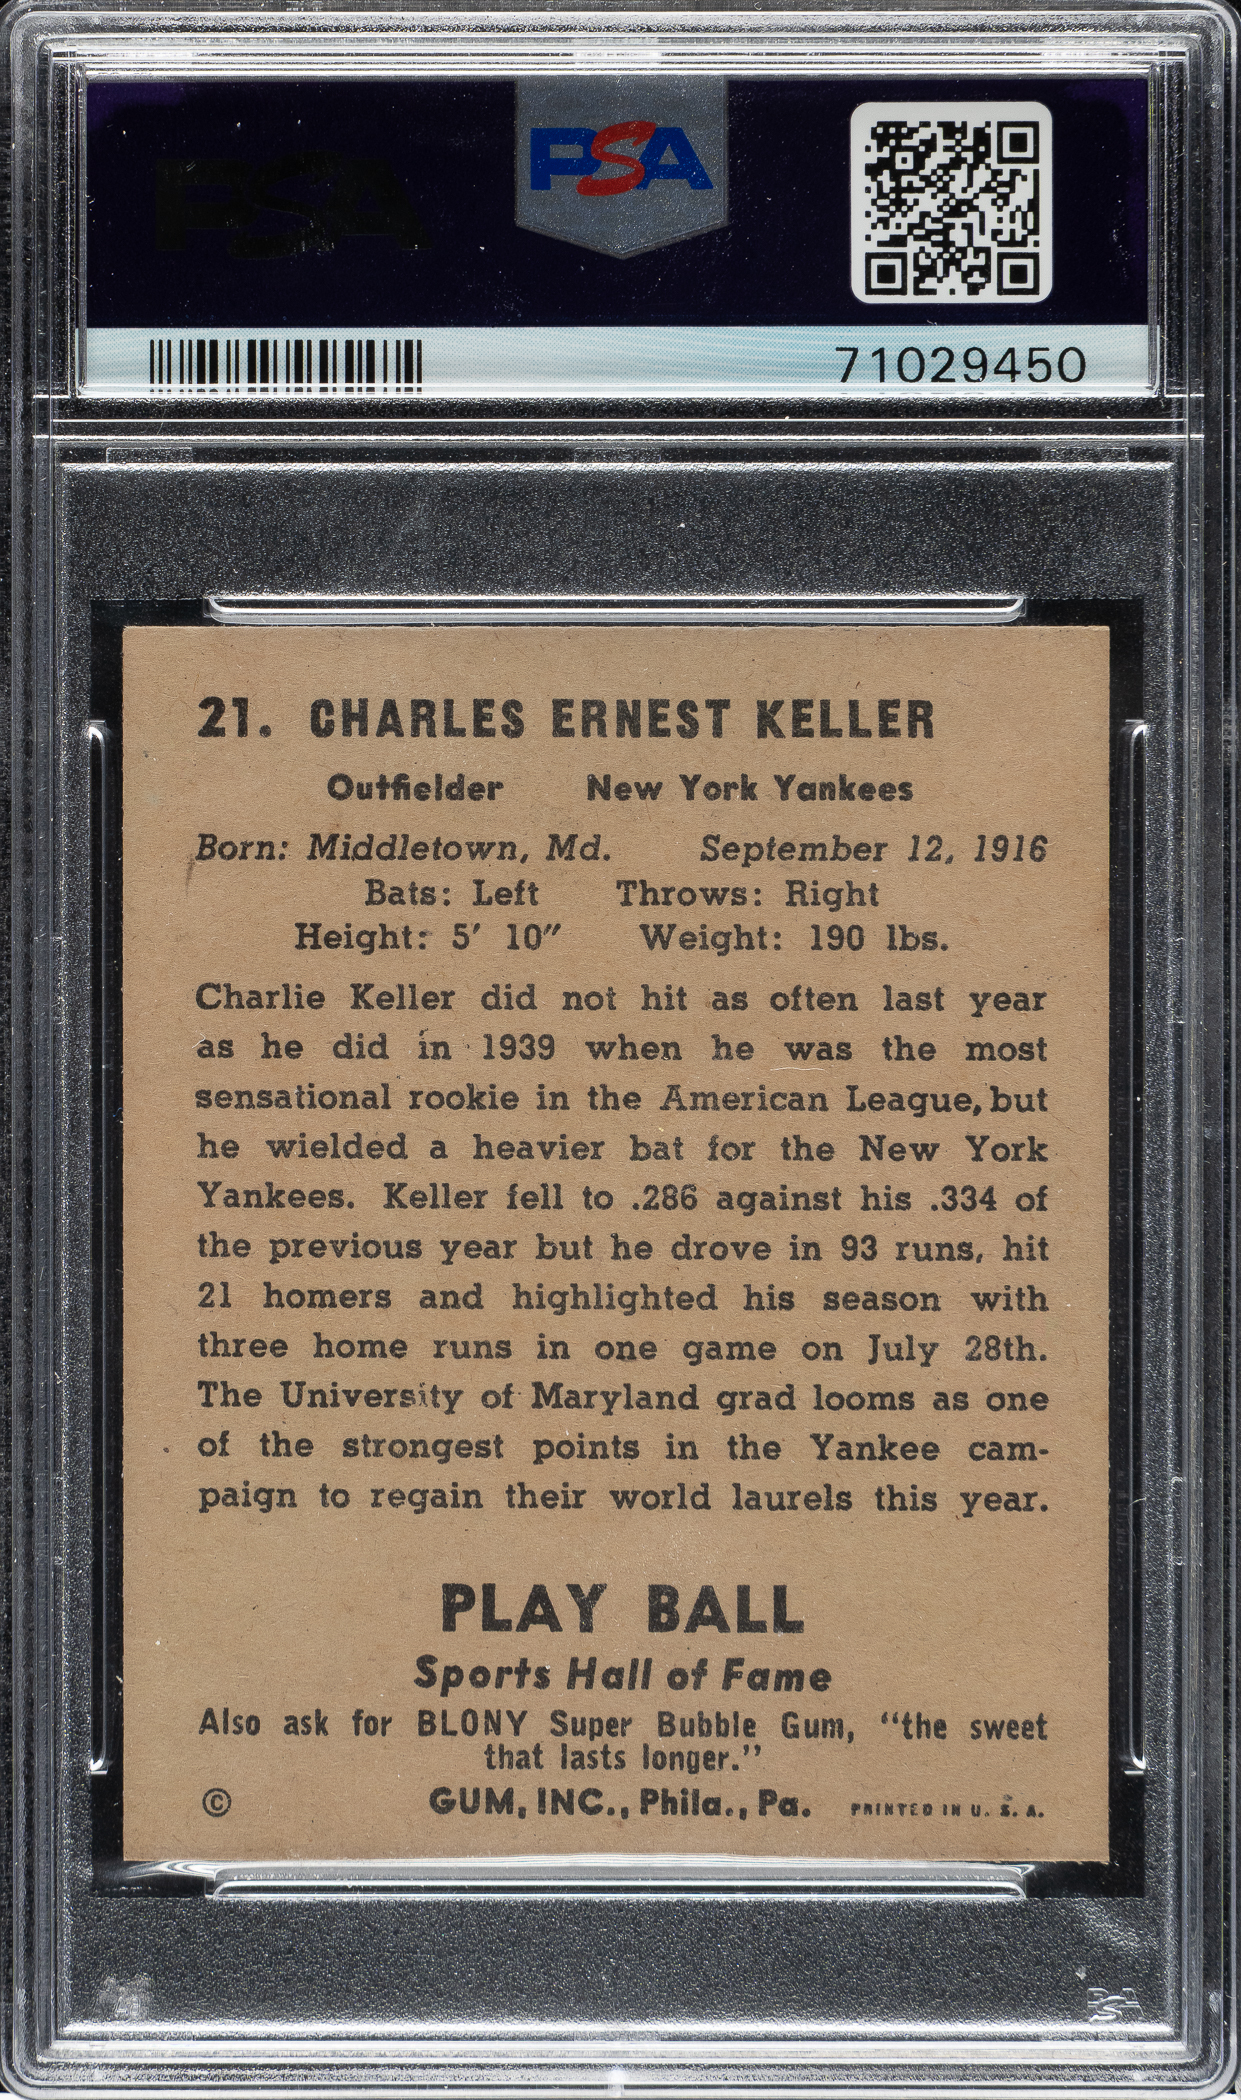 PSA
PSA
71029450
21. CHARLES ERNEST KELLER
Outfielder New York Yankees
Born: Middletown, Md. September 12, 1916
Bats: Left Throws: Right
Height: 5' 10" Weight: 190 lbs.
Charlie Keller did not hit as often last year
as he did in 1939 when he was the most
sensational rookie in the American League, but
he wielded a heavier bat for the New York
Yankees. Keller fell to .286 against his .334 of
the previous year but he drove in 93 runs, hit
21 homers and highlighted his season with
three home runs in one game on July 28th.
The University of Maryland grad looms as one
of the strongest points in the Yankee cam-
paign to regain their world laurels this year.
PLAY BALL
Sports Hall of Fame
Also ask for BLONY Super Bubble Gum, "the sweet
that lasts longer."
© GUM, INC., Phila., Pa. PRINTED IN U. S. A.
PSA